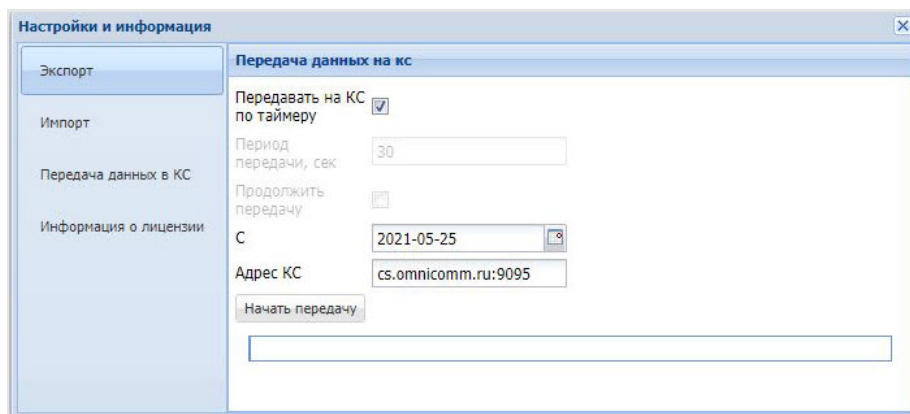 Настройки и информация
Экспорт
Импорт
Передача данных в КС
Информация о лицензии
Передача данных на кс
Передавать на КС
по таймеру
Период
передачи, сек
30
Продолжить
передачу
С
2021-05-25
Адрес КС
cs.omnicomm.ru:9095
Начать передачу